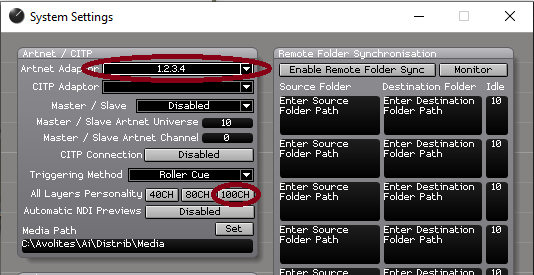 System Settings
Artnet / CITP
Artnet Adaptor 1.2.3.4
CITP Adaptor
Master / Slave Disabled
Master / Slave Artnet Universe 10
Master / Slave Artnet Channel 0
CITP Connection Disabled
Triggering Method Roller Cue
All Layers Personality 40CH 80CH 100CH
Automatic NDI Previews Disabled
Media Path Set
C:\Avolites\Ai\Distrib\Media
Remote Folder Synchronisation
Enable Remote Folder Sync Monitor
Source Folder Destination Folder Idle
Enter Source Enter Destination 10
Folder Path Folder Path
Enter Source Enter Destination 10
Folder Path Folder Path
Enter Source Enter Destination 10
Folder Path Folder Path
Enter Source Enter Destination 10
Folder Path Folder Path
Enter Source Enter Destination 10